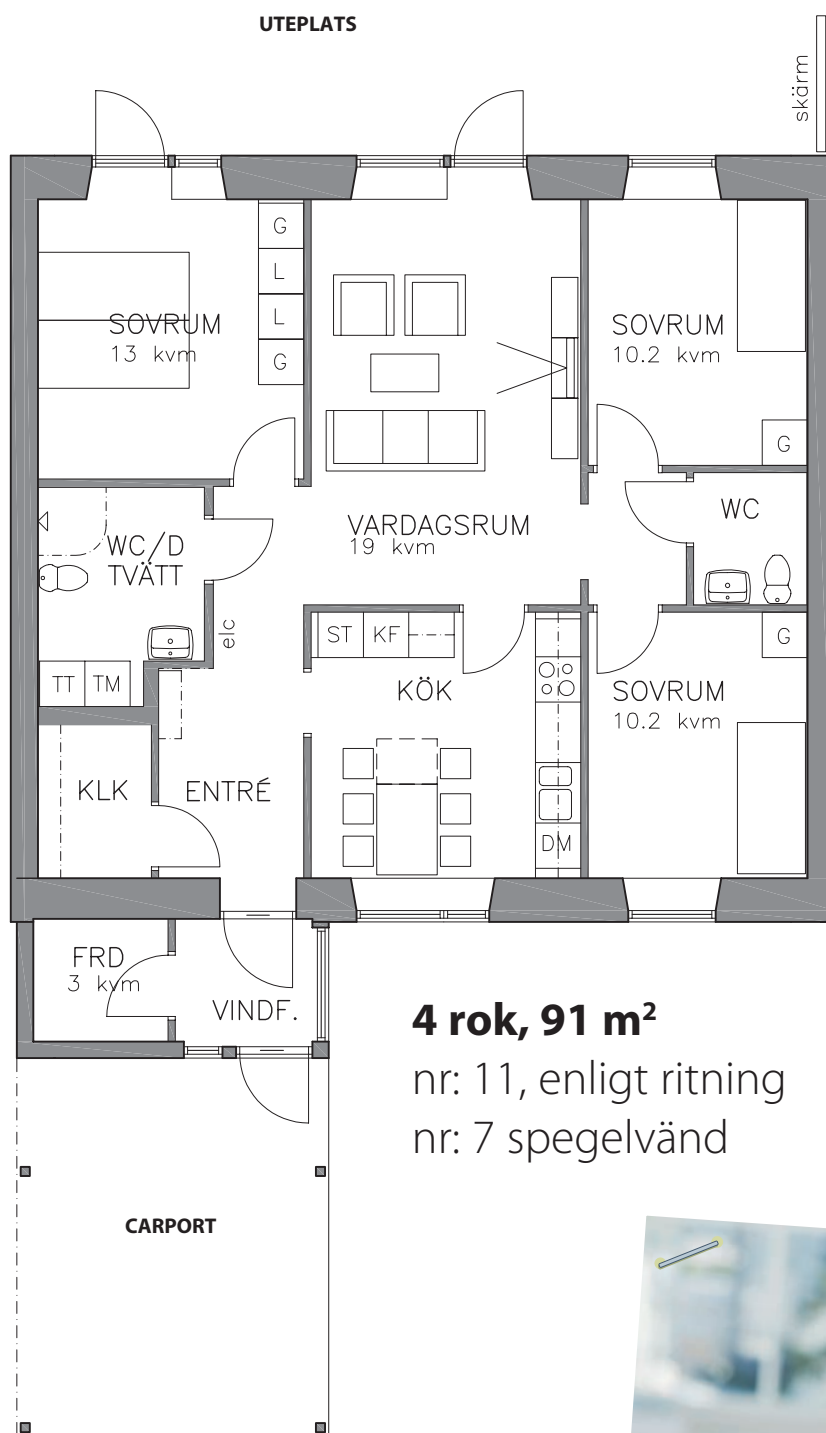 UTEPLATS
skärm
G
L
L
G
SOVRUM
13 kvm
SOVRUM
10.2 kvm
G
WC
VARDAGSRUM
19 kvm
WC/D
TVÄTT
elc
TT TM
ST KF
KÖK
G
SOVRUM
10.2 kvm
KLK
ENTRÉ
DM
FRD
3 kvm
VINDF.
4 rok, 91 m²
nr: 11, enligt ritning
nr: 7 spegelvänd
CARPORT